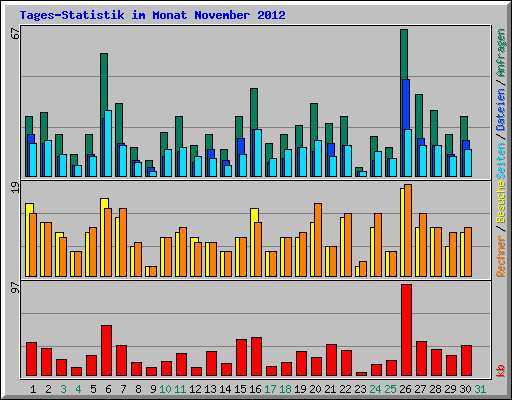 Tages-Statistik im Monat November 2012
67
19
97
Rechner / Besuche Seiten / Dateien / Anfragen
kb
1 2 3 4 5 6 7 8 9 10 11 12 13 14 15 16 17 18 19 20 21 22 23 24 25 26 27 28 29 30 31